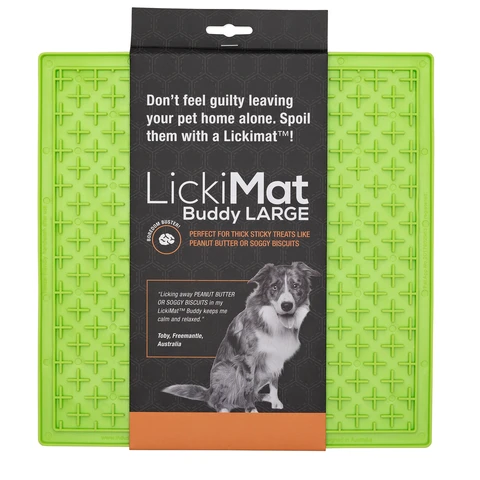 Don't feel guilty leaving
your pet home alone. Spoil
them with a Lickimat™!
LickiMat
Buddy LARGE
BOREDOM BUSTER!
PERFECT FOR THICK STICKY TREATS LIKE
PEANUT BUTTER OR SOGGY BISCUITS
"Licking away PEANUT BUTTER
OR SOGGY BISCUITS in my
LickiMat™ Buddy keeps me
calm and relaxed."
Toby, Freemantle,
Australia